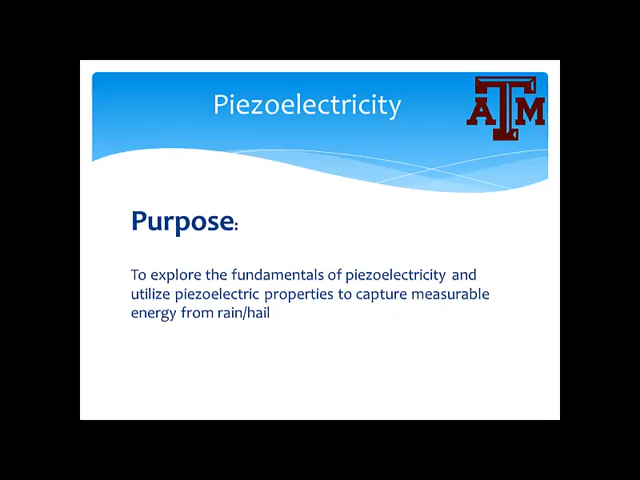 Piezoelectricity
ATM
Purpose:
To explore the fundamentals of piezoelectricity and
utilize piezoelectric properties to capture measurable
energy from rain/hail